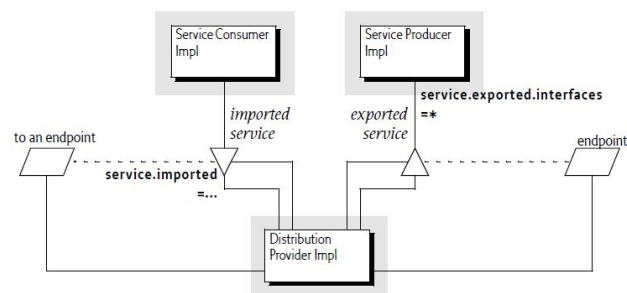 Service Consumer
Impl
Service Producer
Impl
service.exported.interfaces
=*
imported
service
exported
service
to an endpoint
endpoint
service.imported
=...
Distribution
Provider Impl